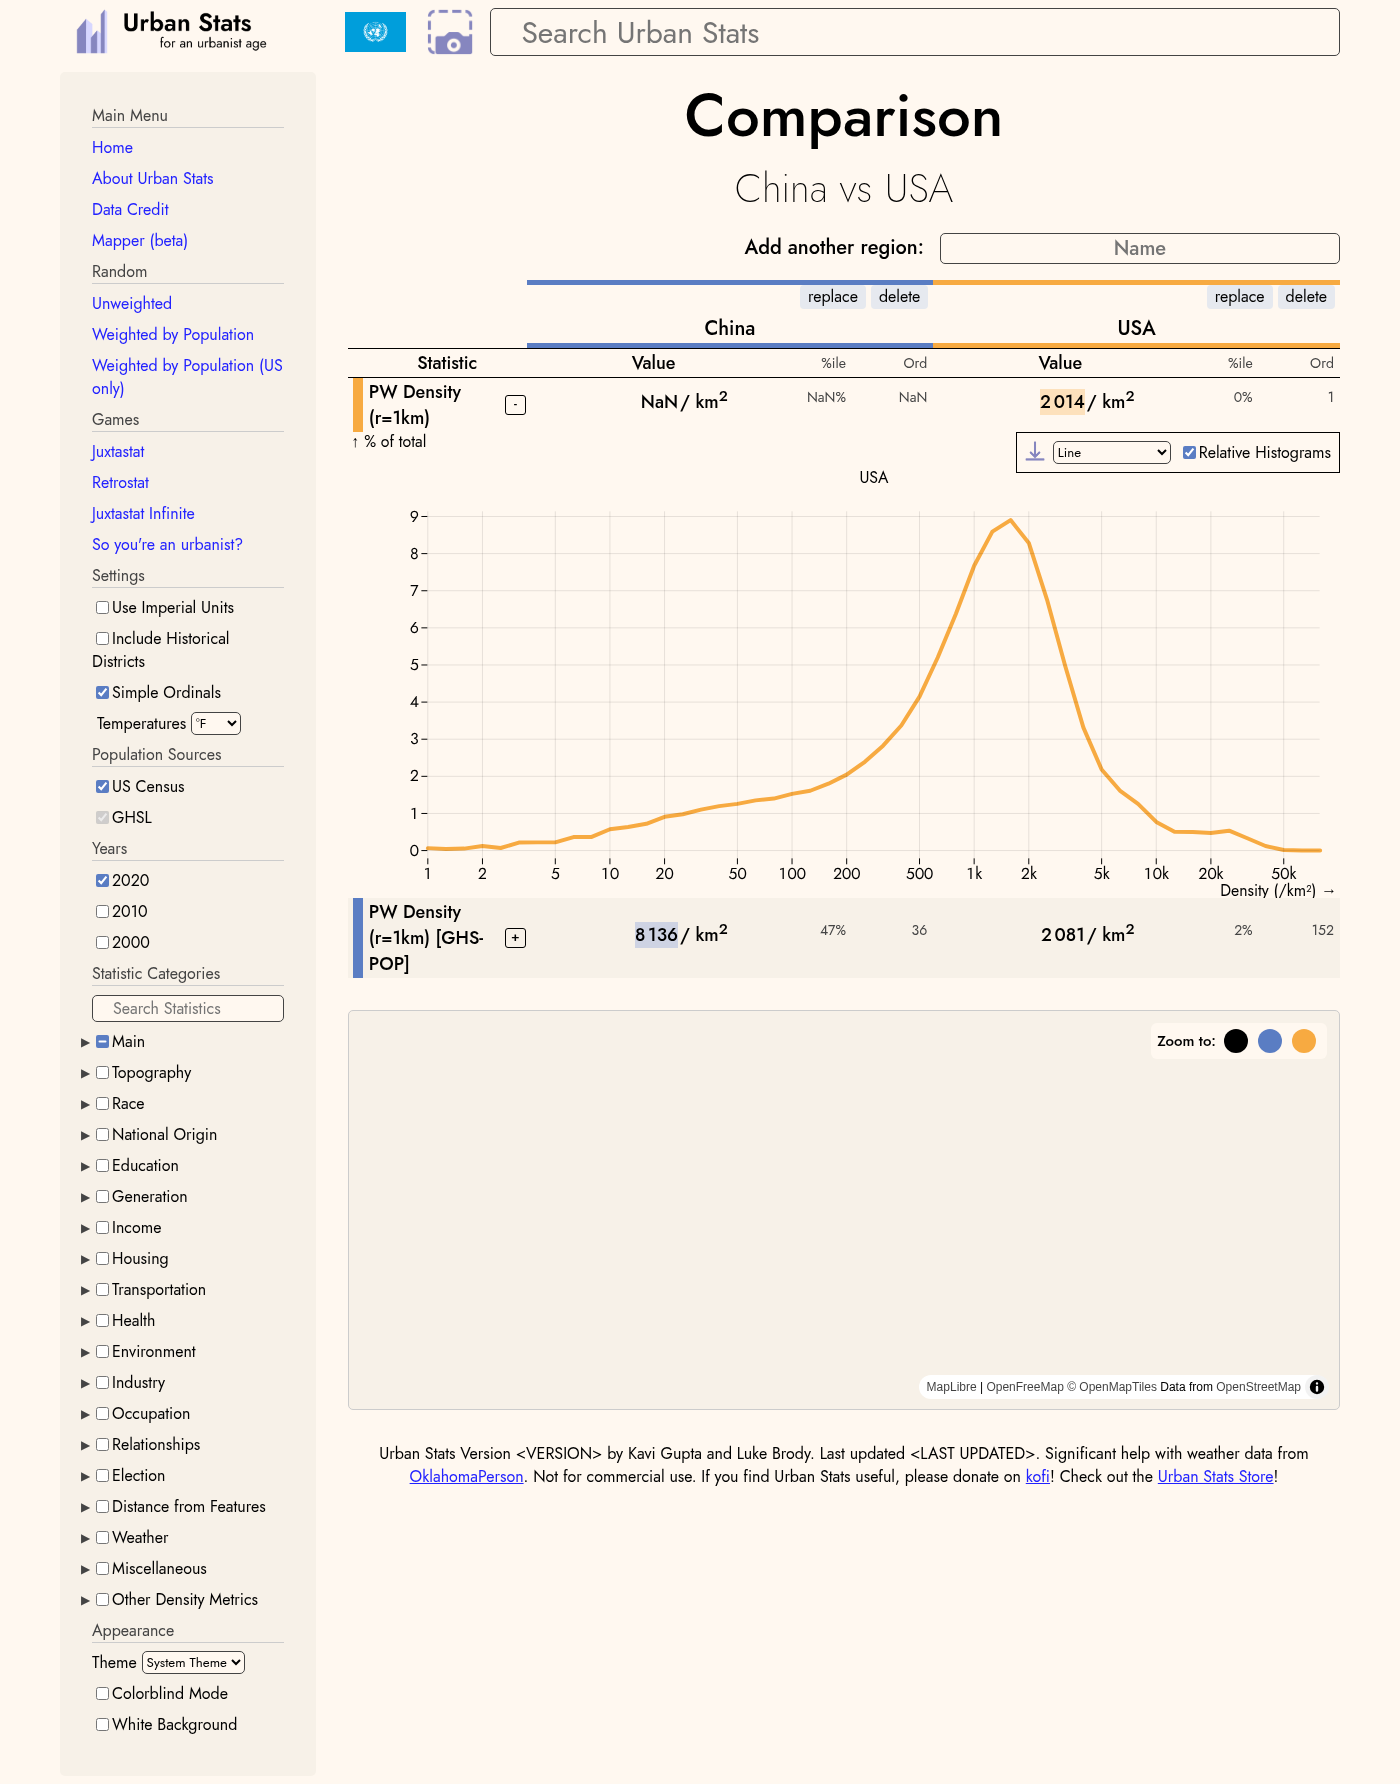 Urban Stats
for an urbanist age
Search Urban Stats
Main Menu
Home
About Urban Stats
Data Credit
Mapper (beta)
Random
Unweighted
Weighted by Population
Weighted by Population (US
only)
Games
Juxtastat
Retrostat
Juxtastat Infinite
So you're an urbanist?
Settings
Use Imperial Units
Include Historical
Districts
Simple Ordinals
Temperatures °F
Population Sources
US Census
GHSL
Years
2020
2010
2000
Statistic Categories
Search Statistics
Main
Topography
Race
National Origin
Education
Generation
Income
Housing
Transportation
Health
Environment
Industry
Occupation
Relationships
Election
Distance from Features
Weather
Miscellaneous
Other Density Metrics
Appearance
Theme System Theme
Colorblind Mode
White Background
Comparison
China vs USA
Add another region: Name
replace delete replace delete
China USA
Statistic Value %ile Ord Value %ile Ord
PW Density
(r=1km) - NaN / km² NaN% NaN 2 014 / km² 0% 1
↑ % of total
Line Relative Histograms
USA
9
8
7
6
5
4
3
2
1
0
1 2 5 10 20 50 100 200 500 1k 2k 5k 10k 20k 50k
Density (/km²) →
PW Density
(r=1km) [GHS-
POP] + 8 136 / km² 47% 36 2 081 / km² 2% 152
Zoom to:
MapLibre | OpenFreeMap © OpenMapTiles Data from OpenStreetMap
Urban Stats Version <VERSION> by Kavi Gupta and Luke Brody. Last updated <LAST UPDATED>. Significant help with weather data from
OklahomaPerson. Not for commercial use. If you find Urban Stats useful, please donate on kofi! Check out the Urban Stats Store!